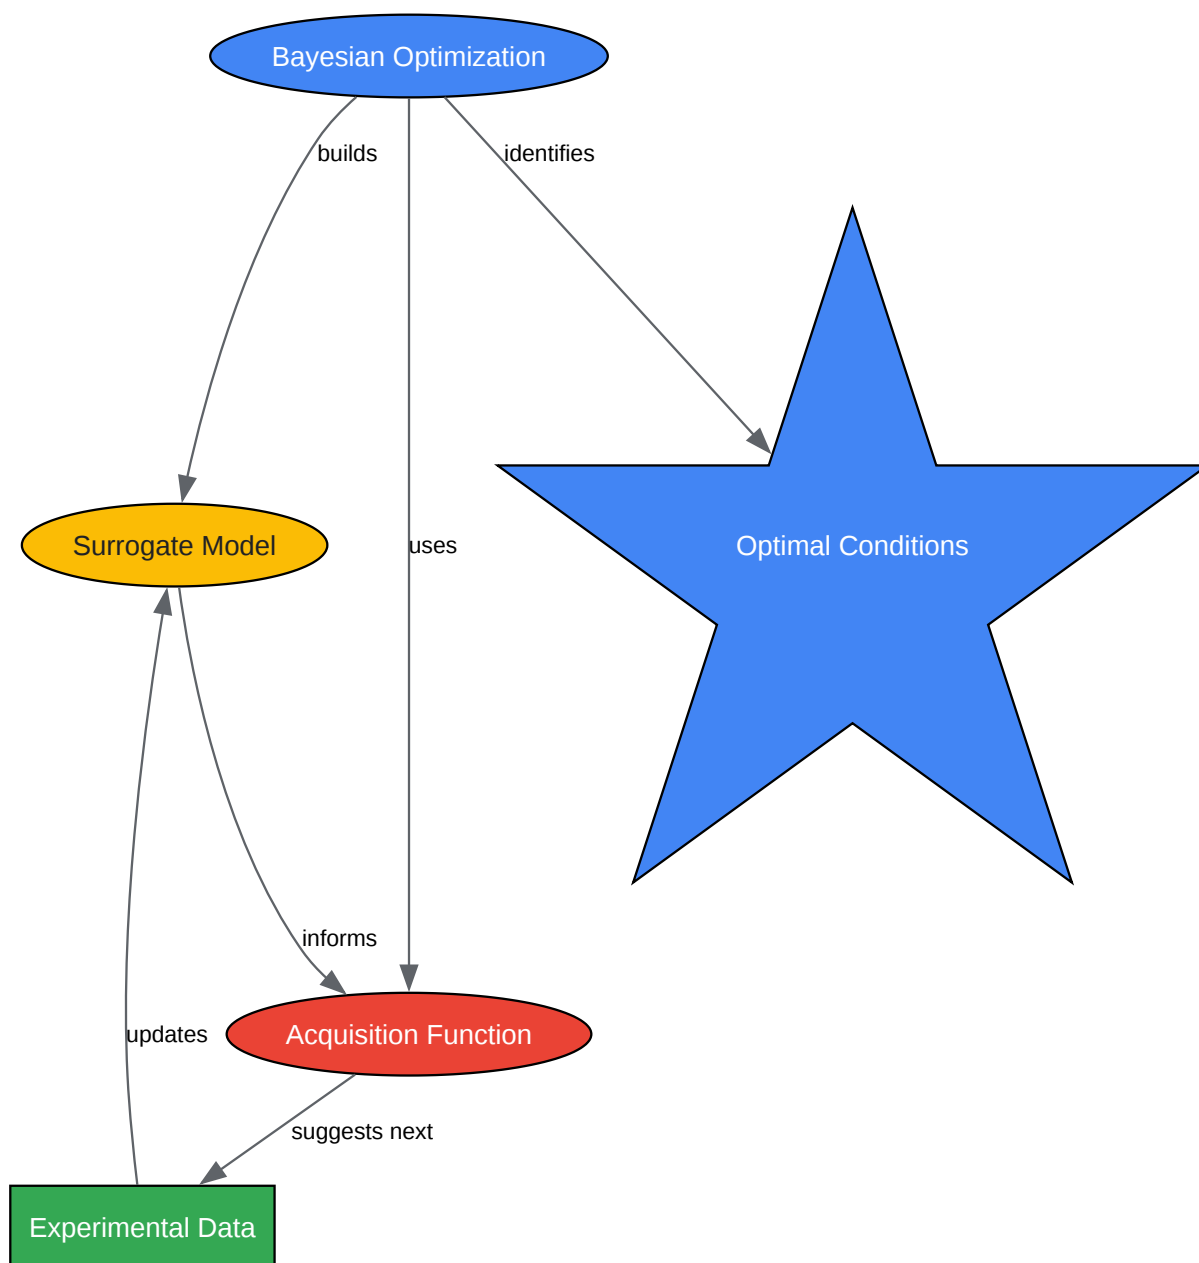 Bayesian Optimization
builds
identifies
Surrogate Model
uses
Optimal Conditions
informs
updates
Acquisition Function
suggests next
Experimental Data